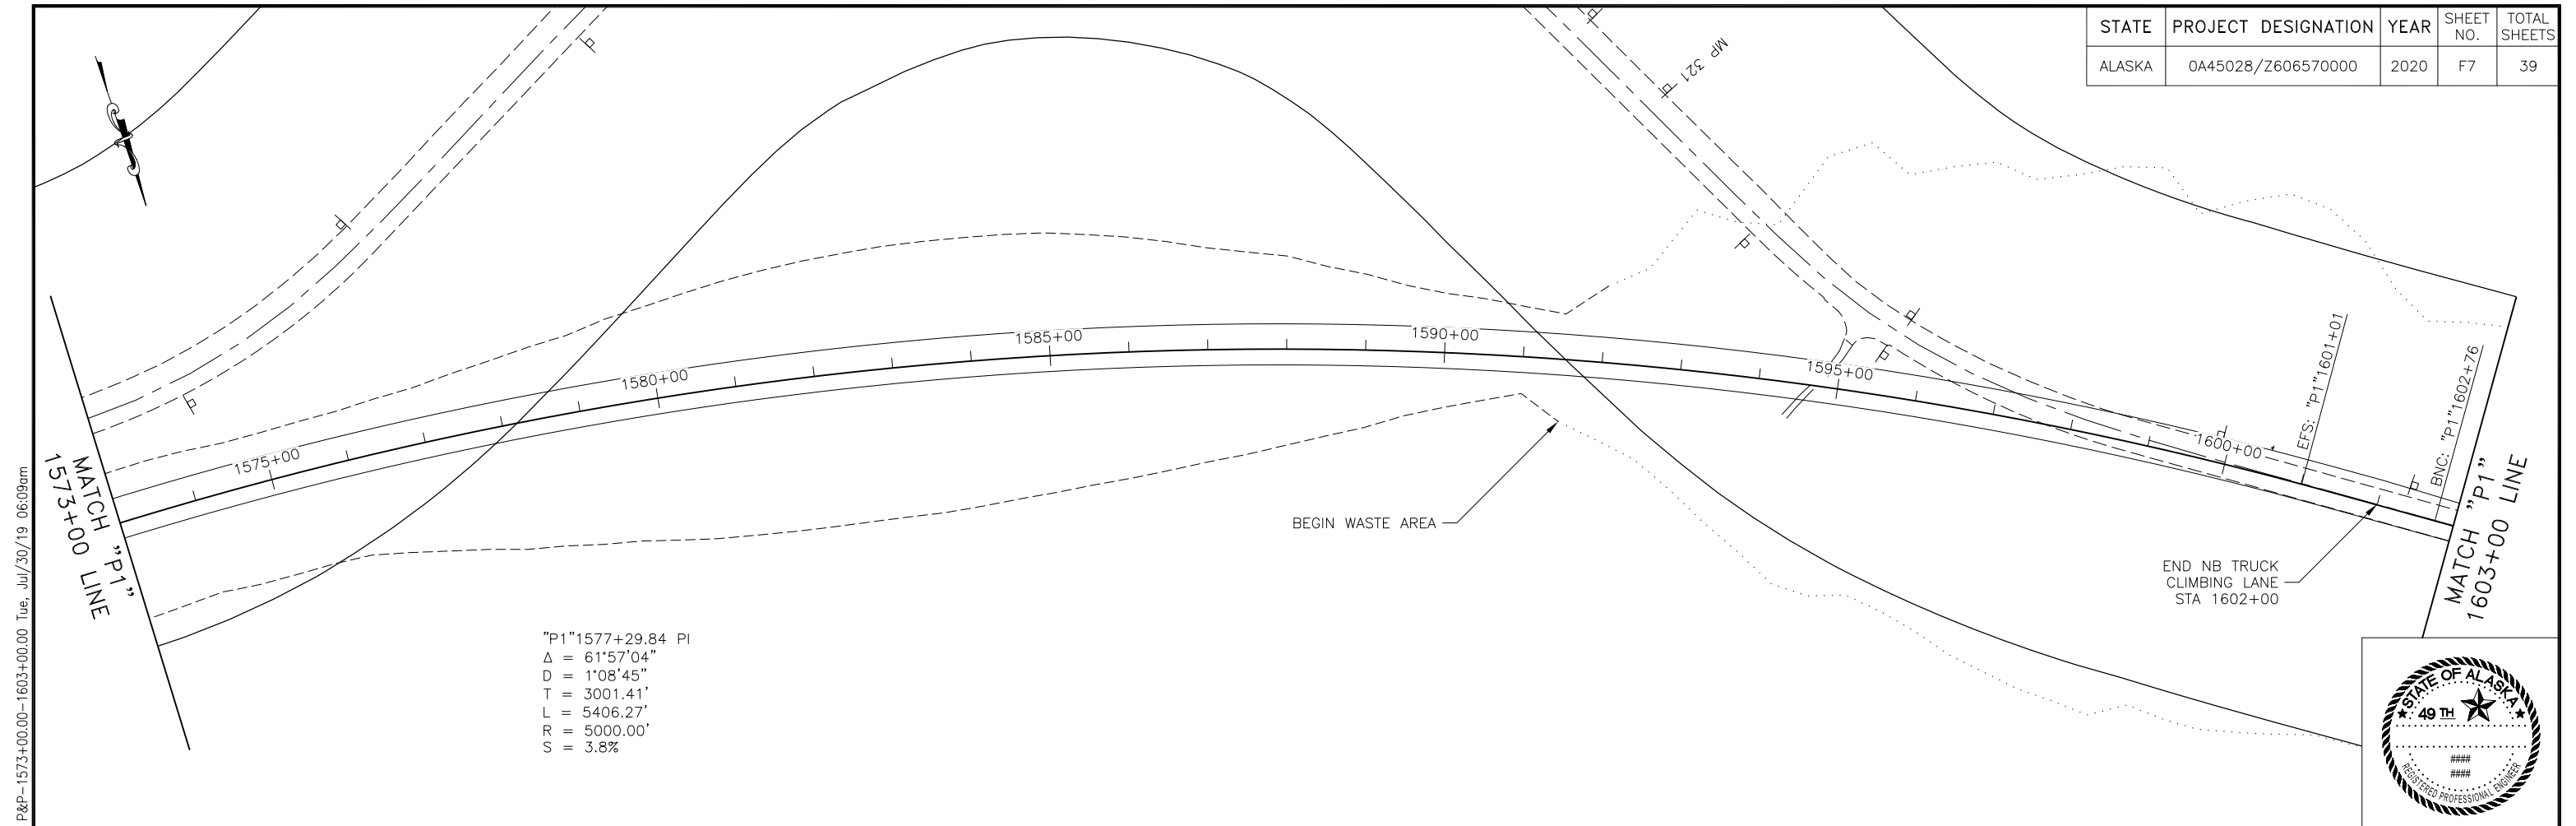 STATE PROJECT DESIGNATION YEAR SHEET NO. TOTAL SHEETS
ALASKA 0A45028/Z606570000 2020 F7 39
MP 321
1575+00
1580+00
1585+00
1590+00
1595+00
1600+00
EFS: "P1"1601+01
BNC: "P1"1602+76
MATCH "P1"
1573+00 LINE
MATCH "P1"
1603+00 LINE
BEGIN WASTE AREA
END NB TRUCK
CLIMBING LANE
STA 1602+00
"P1"1577+29.84 PI
Δ = 61°57'04"
D = 1°08'45"
T = 3001.41'
L = 5406.27'
R = 5000.00'
S = 3.8%
P&P-1573+00.00-1603+00.00 Tue, Jul/30/19 06:09am
STATE OF ALASKA
49 TH
####
####
REGISTERED PROFESSIONAL ENGINEER